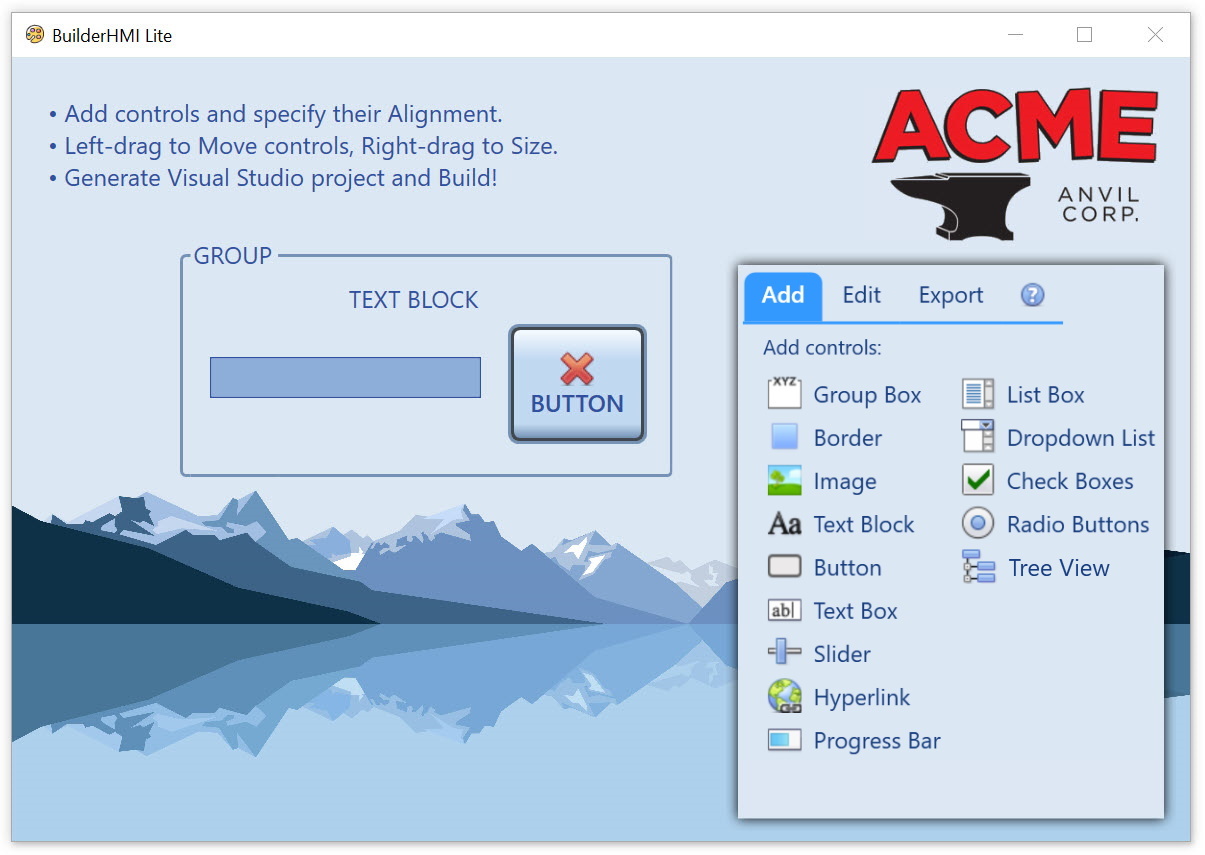 BuilderHMI Lite
• Add controls and specify their Alignment.
• Left-drag to Move controls, Right-drag to Size.
• Generate Visual Studio project and Build!
ACME
ANVIL
CORP.
GROUP
TEXT BLOCK
BUTTON
Add Edit Export ?
Add controls:
XYZ Group Box
Border
Image
Aa Text Block
Button
ab| Text Box
Slider
Hyperlink
Progress Bar
List Box
Dropdown List
Check Boxes
Radio Buttons
Tree View